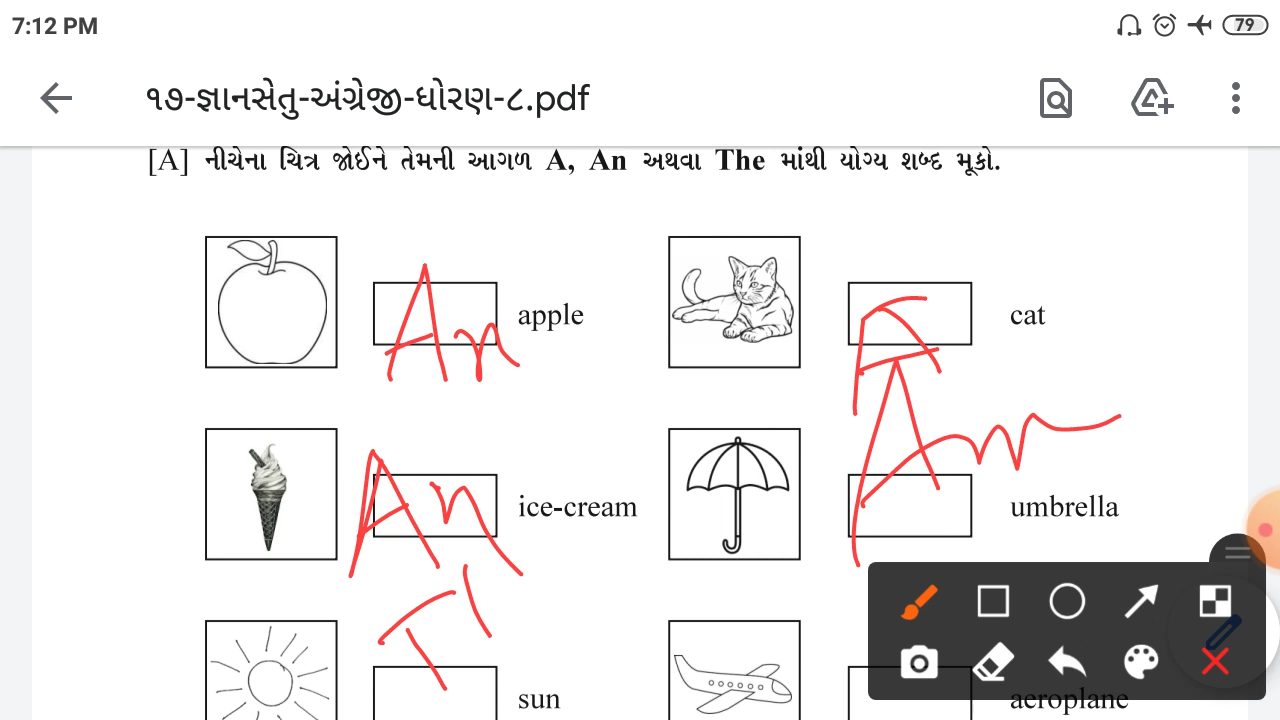 7:12 PM 79
૧૭-જ્ઞાનસેતુ-અંગ્રેજી-ધોરણ-૮.pdf
[A] નીચેના ચિત્ર જોઈને તેમની આગળ A, An અથવા The માંથી યોગ્ય શબ્દ મૂકો.
An apple A cat
An ice-cream An umbrella
sun aeroplane